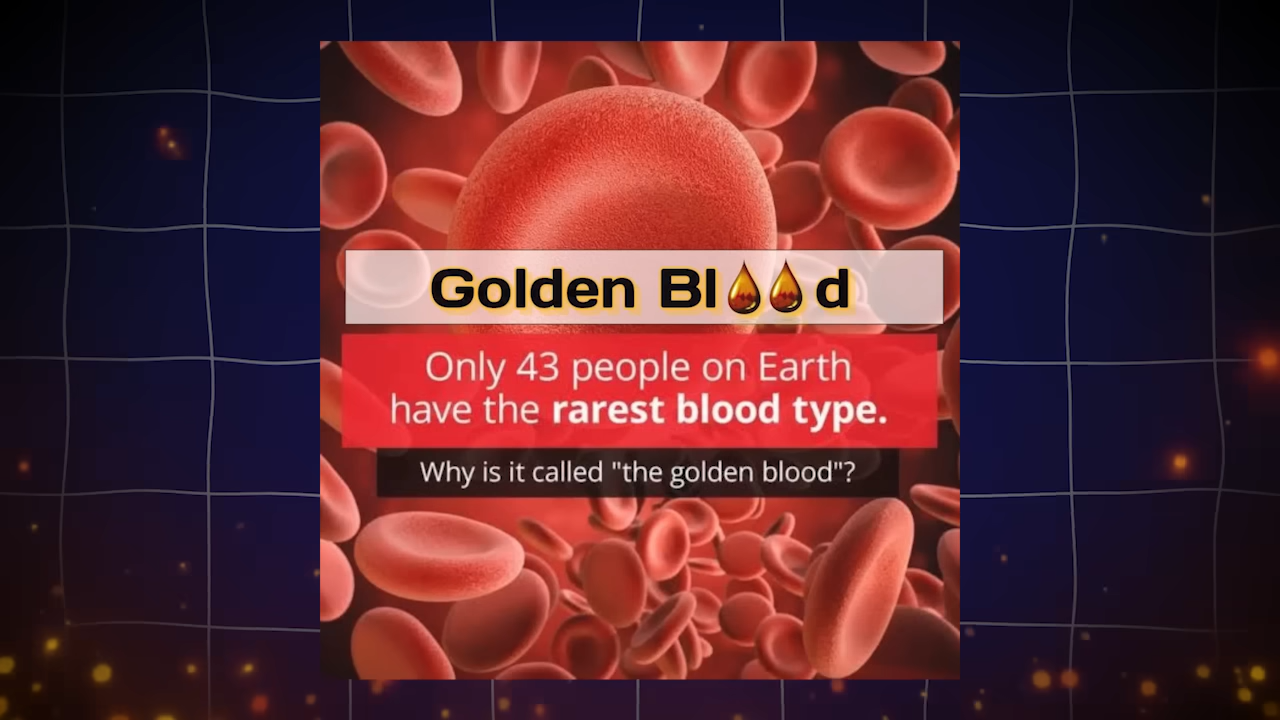 Golden Bl🩸🩸d
Only 43 people on Earth
have the rarest blood type.
Why is it called "the golden blood"?